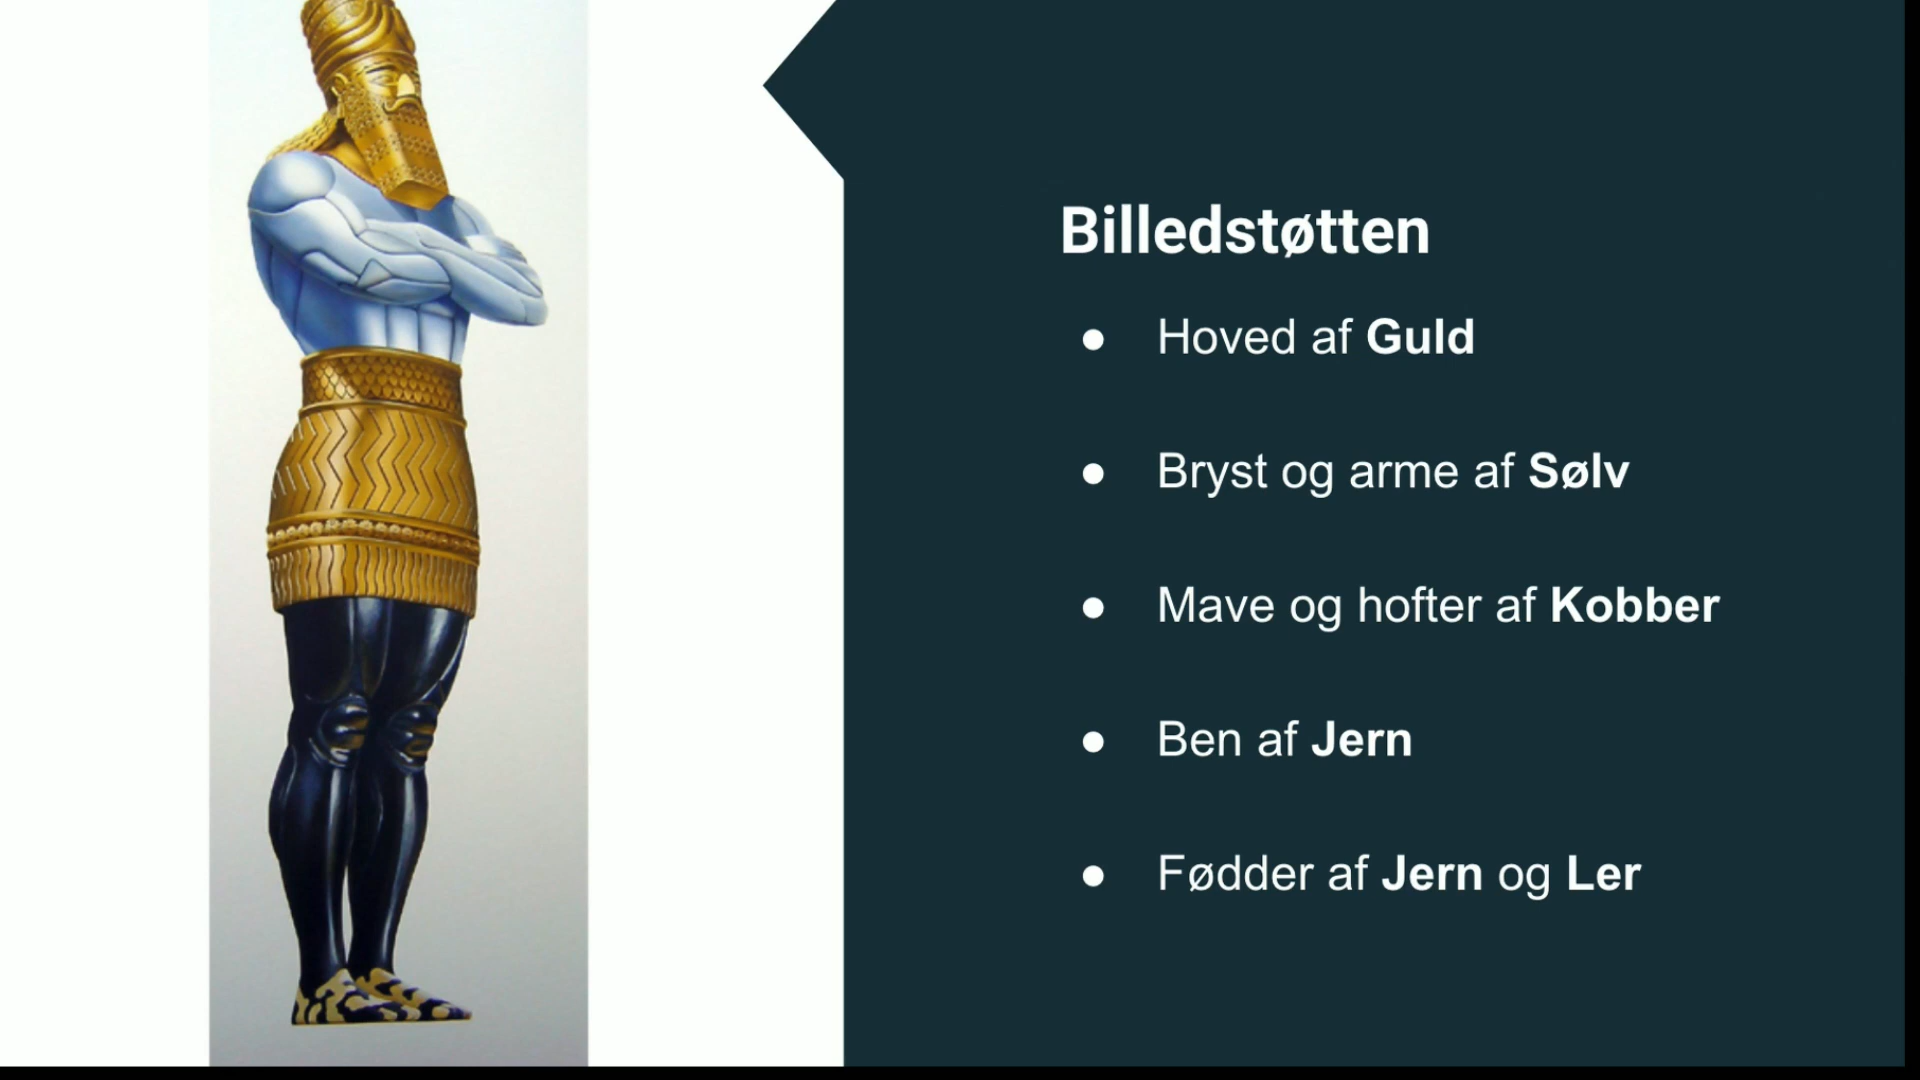 Billedstøtten
● Hoved af Guld
● Bryst og arme af Sølv
● Mave og hofter af Kobber
● Ben af Jern
● Fødder af Jern og Ler